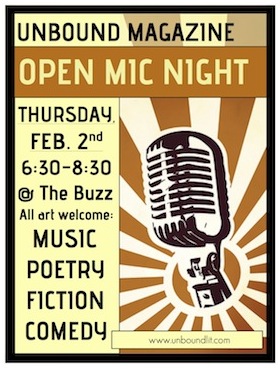 UNBOUND MAGAZINE
OPEN MIC NIGHT
THURSDAY,
FEB. 2nd
6:30-8:30
@ The Buzz
All art welcome:
MUSIC
POETRY
FICTION
COMEDY
www.unboundlit.com